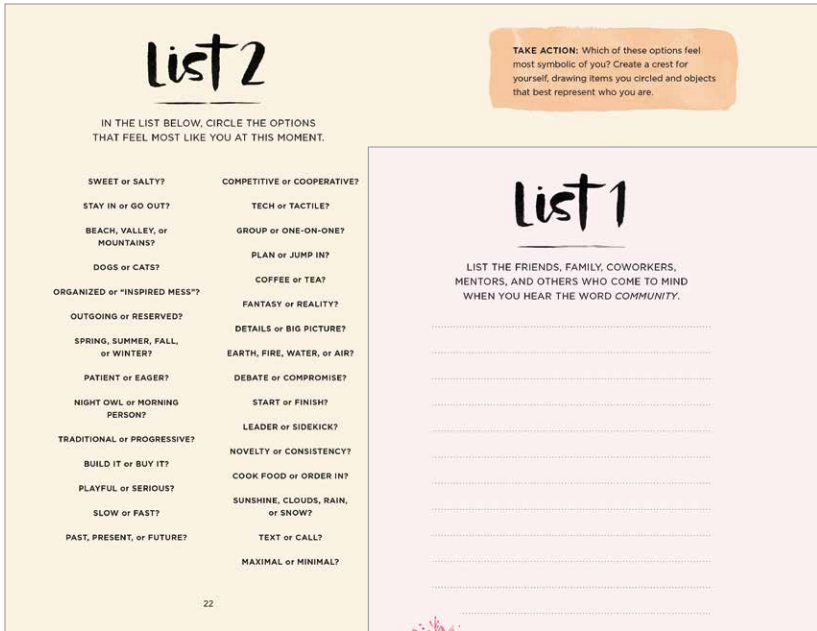 List 2
IN THE LIST BELOW, CIRCLE THE OPTIONS
THAT FEEL MOST LIKE YOU AT THIS MOMENT.
SWEET or SALTY?
STAY IN or GO OUT?
BEACH, VALLEY, or
MOUNTAINS?
DOGS or CATS?
ORGANIZED or “INSPIRED MESS”?
OUTGOING or RESERVED?
SPRING, SUMMER, FALL,
or WINTER?
PATIENT or EAGER?
NIGHT OWL or MORNING
PERSON?
TRADITIONAL or PROGRESSIVE?
BUILD IT or BUY IT?
PLAYFUL or SERIOUS?
SLOW or FAST?
PAST, PRESENT, or FUTURE?
COMPETITIVE or COOPERATIVE?
TECH or TACTILE?
GROUP or ONE-ON-ONE?
PLAN or JUMP IN?
COFFEE or TEA?
FANTASY or REALITY?
DETAILS or BIG PICTURE?
EARTH, FIRE, WATER, or AIR?
DEBATE or COMPROMISE?
START or FINISH?
LEADER or SIDEKICK?
NOVELTY or CONSISTENCY?
COOK FOOD or ORDER IN?
SUNSHINE, CLOUDS, RAIN,
or SNOW?
TEXT or CALL?
MAXIMAL or MINIMAL?
22
TAKE ACTION: Which of these options feel
most symbolic of you? Create a crest for
yourself, drawing items you circled and objects
that best represent who you are.
List 1
LIST THE FRIENDS, FAMILY, COWORKERS,
MENTORS, AND OTHERS WHO COME TO MIND
WHEN YOU HEAR THE WORD COMMUNITY.